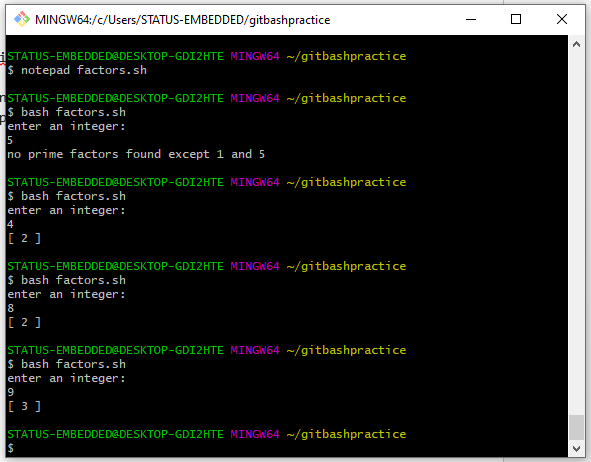 MINGW64:/c/Users/STATUS-EMBEDDED/gitbashpractice
STATUS-EMBEDDED@DESKTOP-GDI2HTE MINGW64 ~/gitbashpractice
$ notepad factors.sh
STATUS-EMBEDDED@DESKTOP-GDI2HTE MINGW64 ~/gitbashpractice
$ bash factors.sh
enter an integer:
5
no prime factors found except 1 and 5
STATUS-EMBEDDED@DESKTOP-GDI2HTE MINGW64 ~/gitbashpractice
$ bash factors.sh
enter an integer:
4
[ 2 ]
STATUS-EMBEDDED@DESKTOP-GDI2HTE MINGW64 ~/gitbashpractice
$ bash factors.sh
enter an integer:
8
[ 2 ]
STATUS-EMBEDDED@DESKTOP-GDI2HTE MINGW64 ~/gitbashpractice
$ bash factors.sh
enter an integer:
9
[ 3 ]
STATUS-EMBEDDED@DESKTOP-GDI2HTE MINGW64 ~/gitbashpractice
$